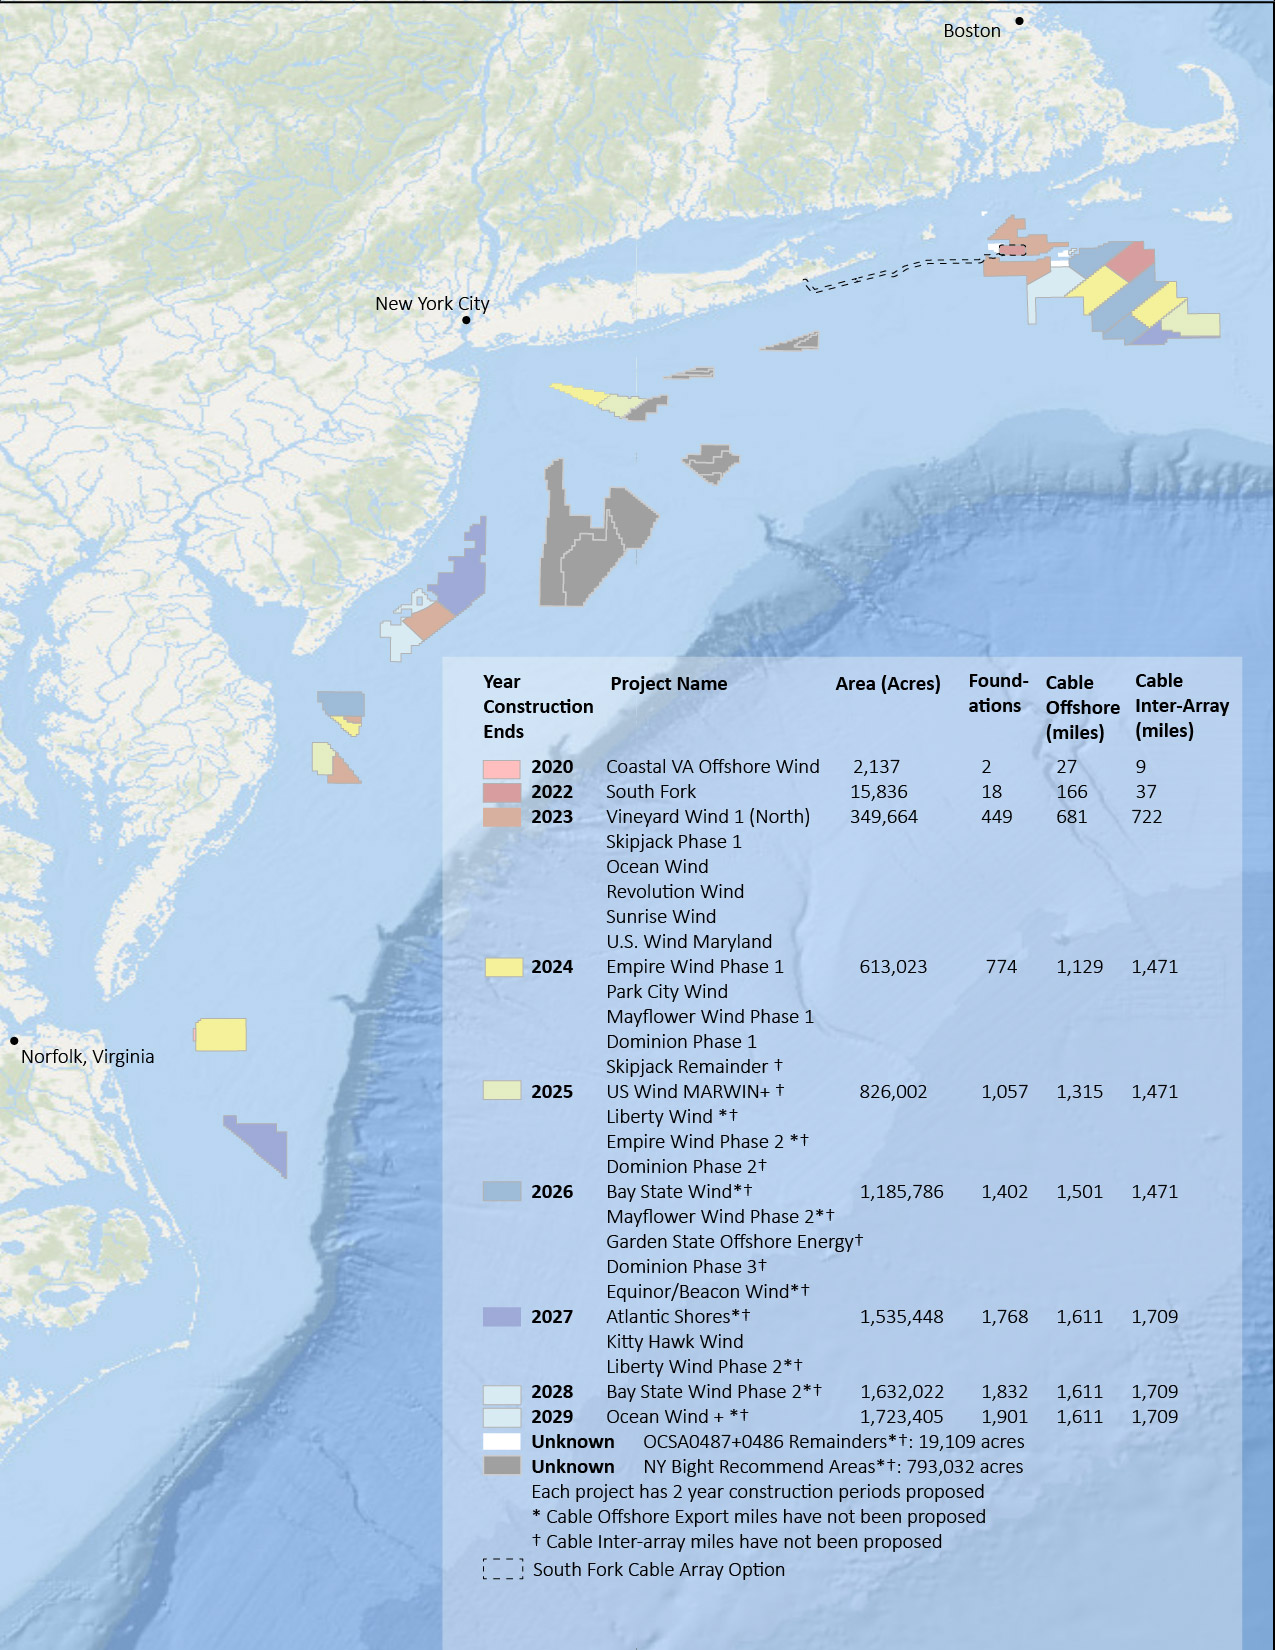 Boston
New York City
Norfolk, Virginia
Year Construction Ends Project Name Area (Acres) Found-ations Cable Offshore (miles) Cable Inter-Array (miles)
2020 Coastal VA Offshore Wind 2,137 2 27 9
2022 South Fork 15,836 18 166 37
2023 Vineyard Wind 1 (North) 349,664 449 681 722
Skipjack Phase 1
Ocean Wind
Revolution Wind
Sunrise Wind
U.S. Wind Maryland
2024 Empire Wind Phase 1 613,023 774 1,129 1,471
Park City Wind
Mayflower Wind Phase 1
Dominion Phase 1
Skipjack Remainder †
2025 US Wind MARWIN+ † 826,002 1,057 1,315 1,471
Liberty Wind *†
Empire Wind Phase 2 *†
Dominion Phase 2†
2026 Bay State Wind*† 1,185,786 1,402 1,501 1,471
Mayflower Wind Phase 2*†
Garden State Offshore Energy†
Dominion Phase 3†
Equinor/Beacon Wind*†
2027 Atlantic Shores*† 1,535,448 1,768 1,611 1,709
Kitty Hawk Wind
Liberty Wind Phase 2*†
2028 Bay State Wind Phase 2*† 1,632,022 1,832 1,611 1,709
2029 Ocean Wind + *† 1,723,405 1,901 1,611 1,709
Unknown OCSA0487+0486 Remainders*†: 19,109 acres
Unknown NY Bight Recommend Areas*†: 793,032 acres
Each project has 2 year construction periods proposed
* Cable Offshore Export miles have not been proposed
† Cable Inter-array miles have not been proposed
South Fork Cable Array Option